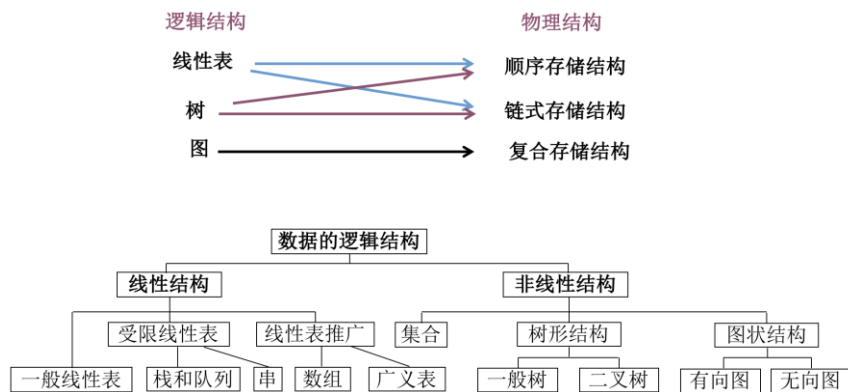 逻辑结构 物理结构
线性表 顺序存储结构
树 链式存储结构
图 复合存储结构
数据的逻辑结构
线性结构 非线性结构
受限线性表 线性表推广 集合 树形结构 图状结构
一般线性表 栈和队列 串 数组 广义表 一般树 二叉树 有向图 无向图